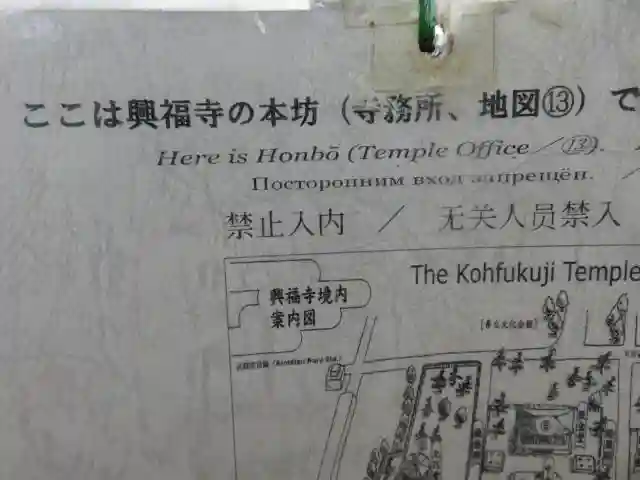 ここは興福寺の本坊（寺務所、地図⑬）で
Here is Honbō (Temple Office／⑬).
Посторонним вход запрещён.
禁止入内 ／ 无关人员禁入
The Kohfukuji Temple
興福寺境内
案内図